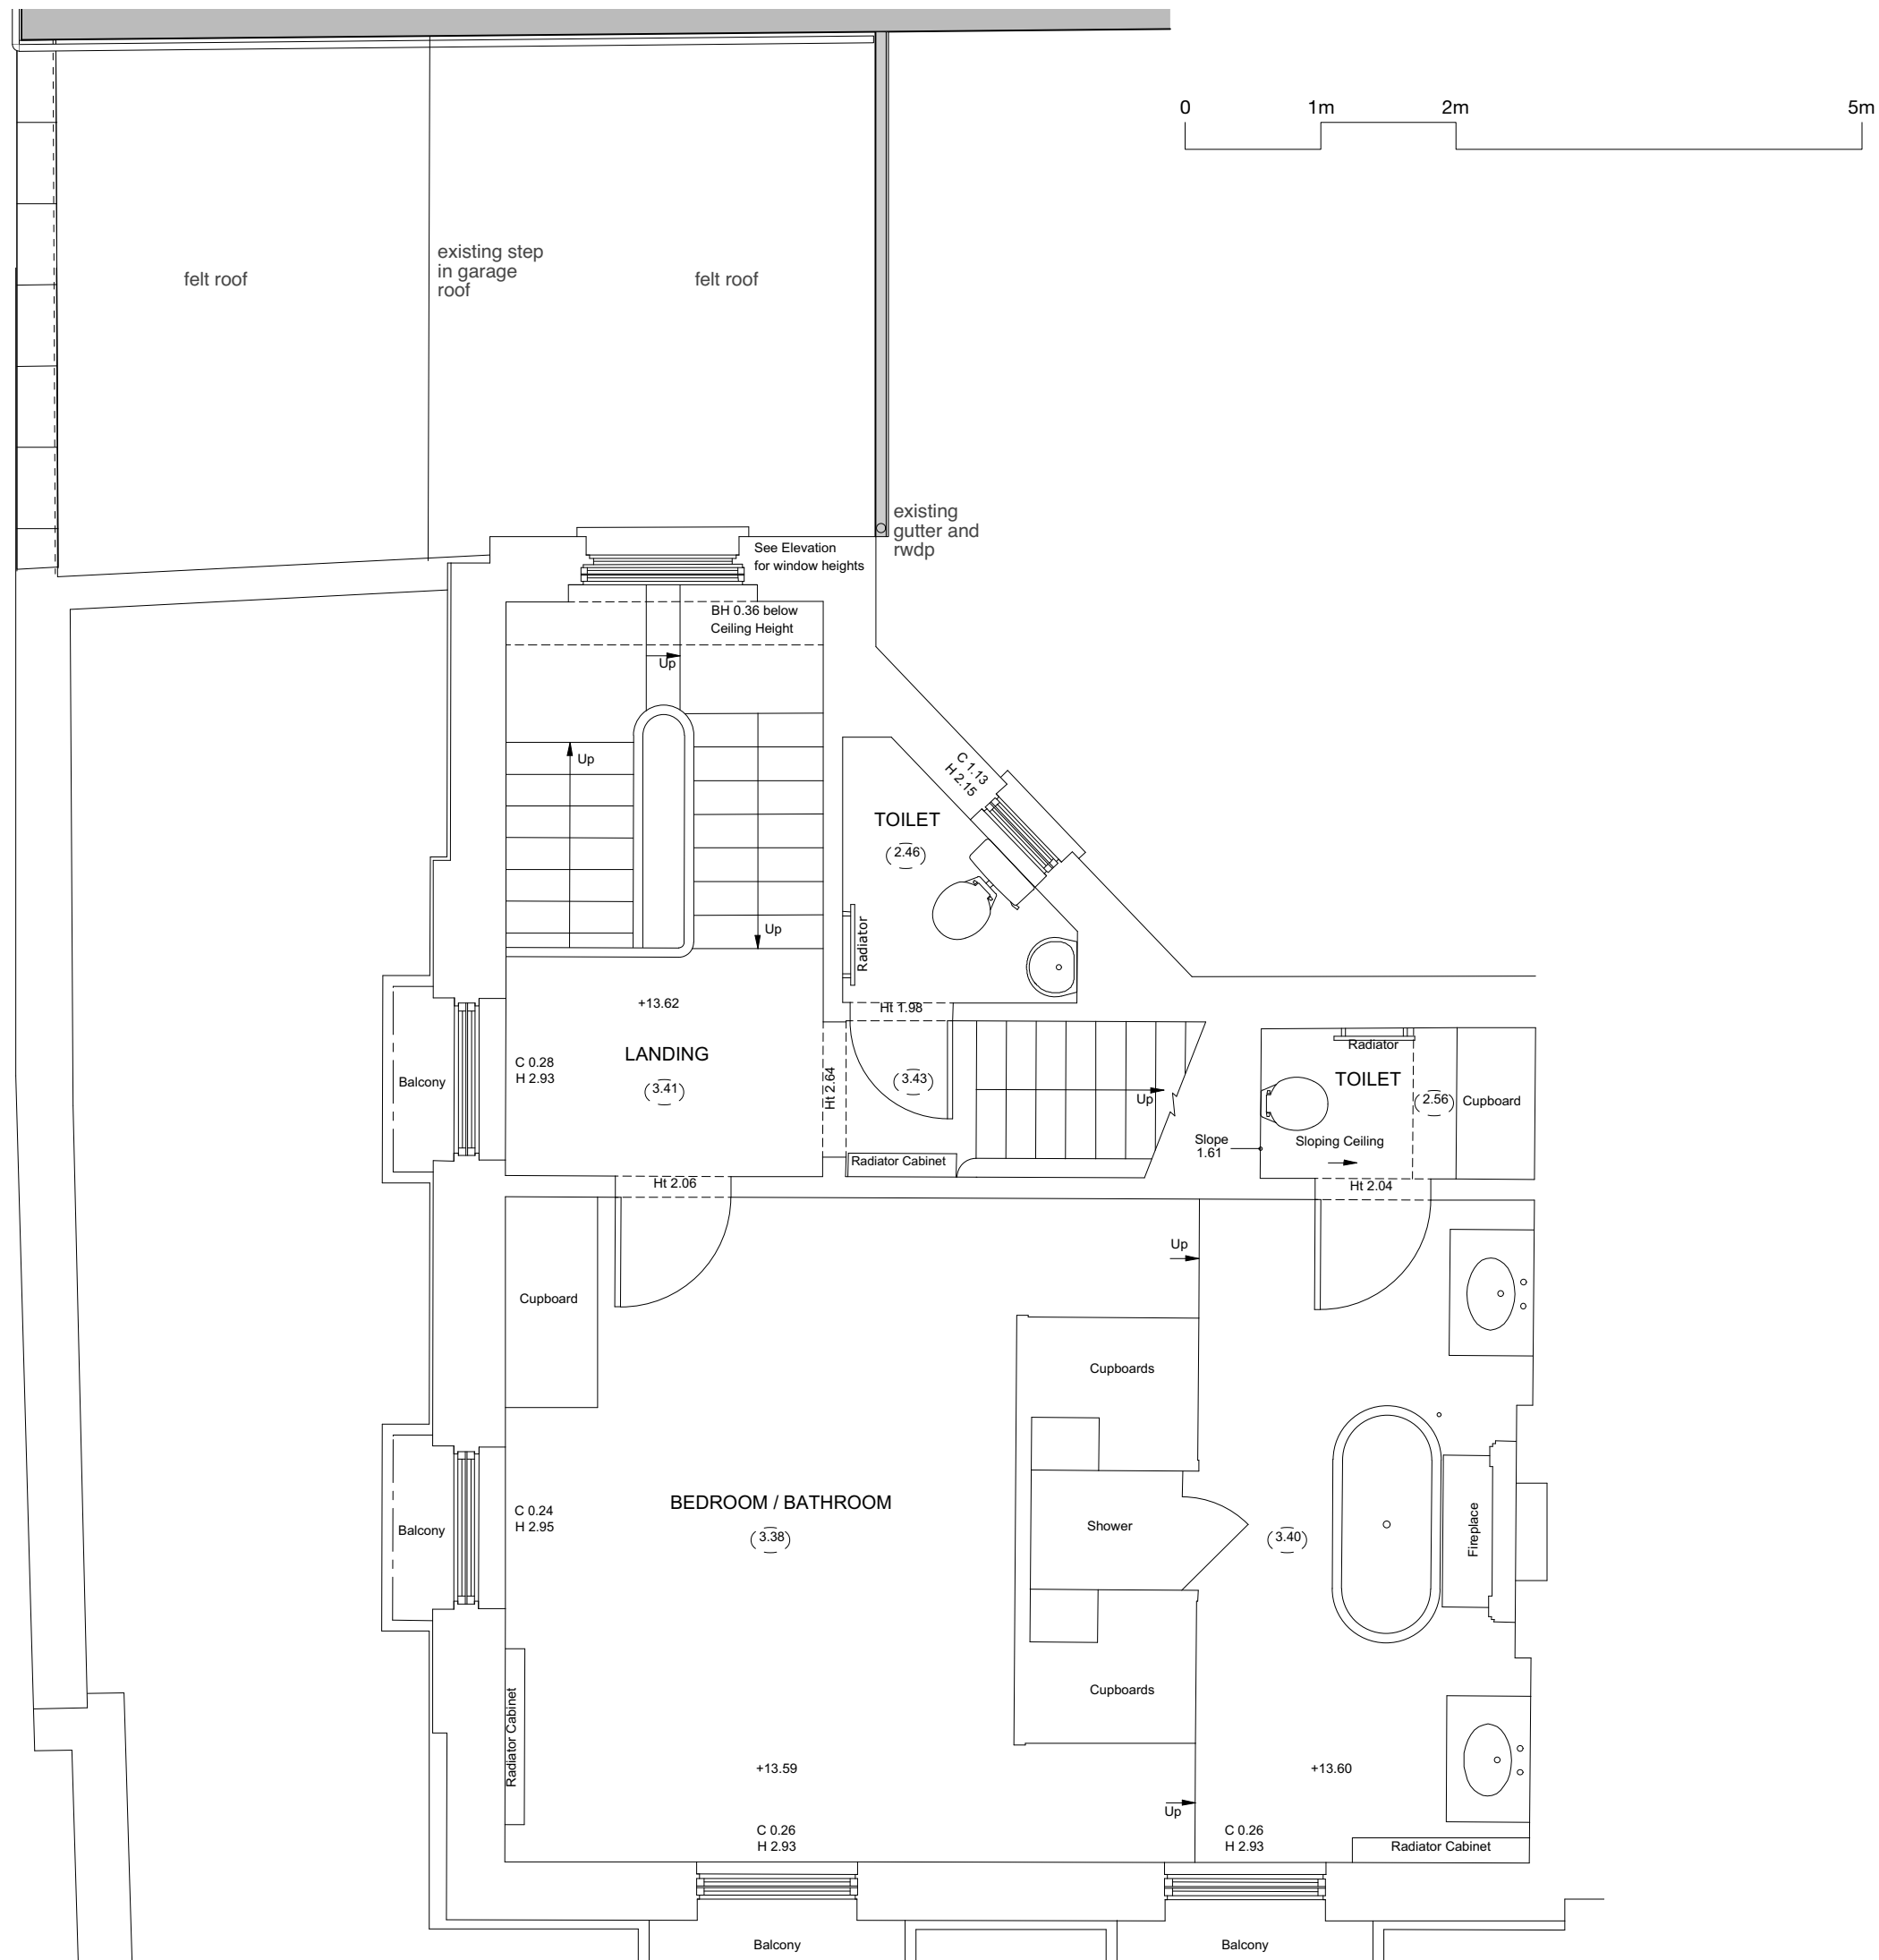 0 1m 2m 5m
felt roof
existing step
in garage
roof
felt roof
existing
gutter and
rwdp
See Elevation
for window heights
BH 0.36 below
Ceiling Height
Up
Up
Up
C 1.13
H 2.15
TOILET
2.46
Radiator
Ht 1.98
+13.62
LANDING
3.41
C 0.28
H 2.93
Balcony
Ht 2.64
3.43
Up
Radiator Cabinet
Radiator
TOILET
2.56
Cupboard
Slope
1.61
Sloping Ceiling
Ht 2.06
Ht 2.04
Up
Cupboard
Cupboards
BEDROOM / BATHROOM
3.38
C 0.24
H 2.95
Balcony
Shower
3.40
Fireplace
Cupboards
Radiator Cabinet
+13.59
+13.60
Up
C 0.26
H 2.93
C 0.26
H 2.93
Radiator Cabinet
Balcony
Balcony